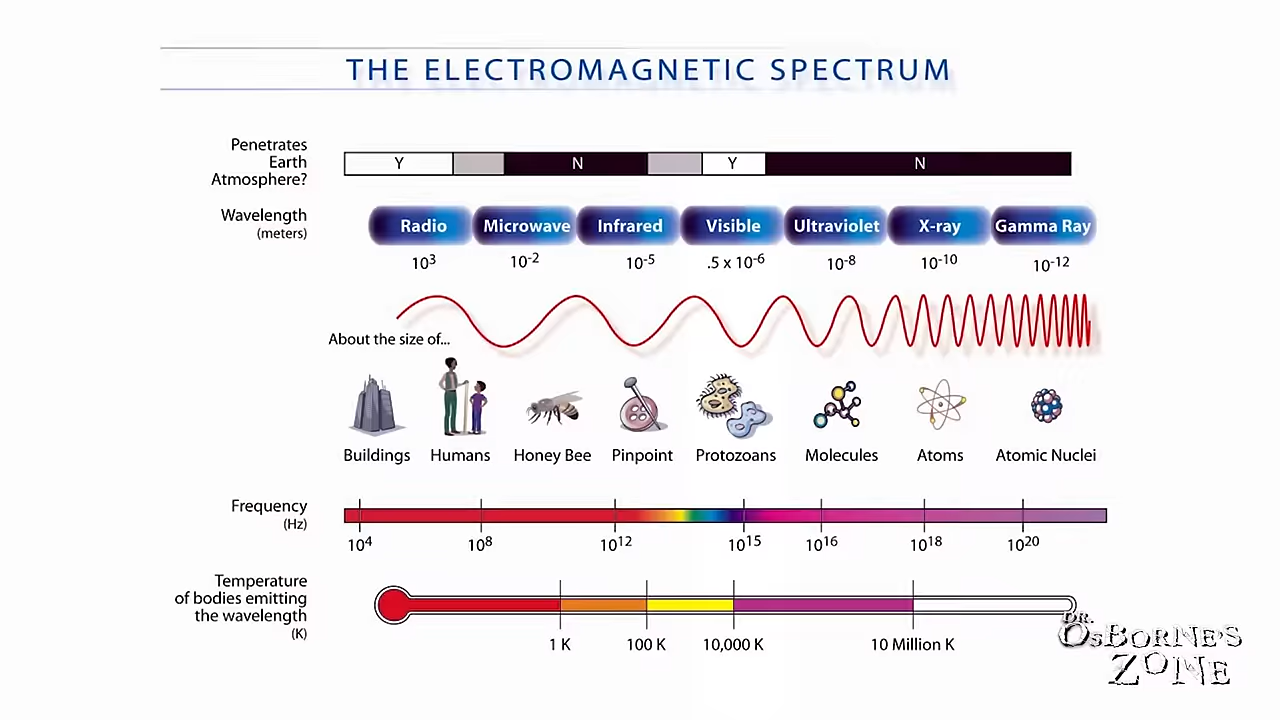 THE ELECTROMAGNETIC SPECTRUM
Penetrates
Earth
Atmosphere?
Y N Y N
Wavelength
(meters)
Radio Microwave Infrared Visible Ultraviolet X-ray Gamma Ray
10³ 10⁻² 10⁻⁵ .5 x 10⁻⁶ 10⁻⁸ 10⁻¹⁰ 10⁻¹²
About the size of...
Buildings Humans Honey Bee Pinpoint Protozoans Molecules Atoms Atomic Nuclei
Frequency
(Hz)
10⁴ 10⁸ 10¹² 10¹⁵ 10¹⁶ 10¹⁸ 10²⁰
Temperature
of bodies emitting
the wavelength
(K)
1 K 100 K 10,000 K 10 Million K
DR.
OSBORNE'S
ZONE